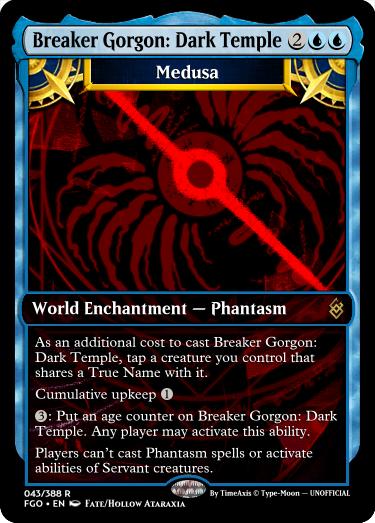 Breaker Gorgon: Dark Temple 2
Medusa
World Enchantment — Phantasm
As an additional cost to cast Breaker Gorgon:
Dark Temple, tap a creature you control that
shares a True Name with it.
Cumulative upkeep 1
3: Put an age counter on Breaker Gorgon: Dark
Temple. Any player may activate this ability.
Players can't cast Phantasm spells or activate
abilities of Servant creatures.
043/388 R
FGO • EN Fate/Hollow Ataraxia
By TimeAxis © Type-Moon — UNOFFICIAL